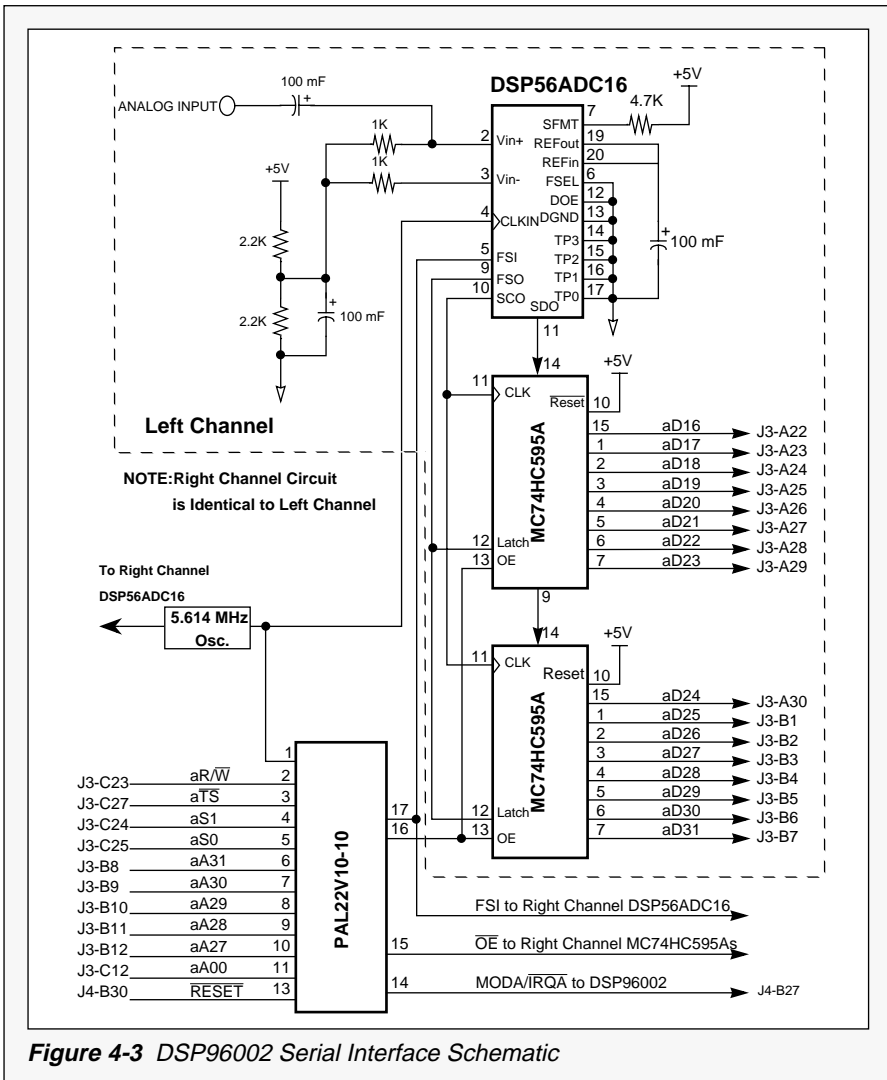 DSP56ADC16
ANALOG INPUT
100 mF
+
1K
1K
+5V
2.2K
2.2K
+
100 mF
2 Vin+
3 Vin-
4 CLKIN
5 FSI
9 FSO
10 SCO
SDO
11
SFMT 7
4.7K
+5V
REFout 19
REFin 20
FSEL 6
DOE 12
DGND 13
TP3 14
TP2 15
TP1 16
TP0 17
+
100 mF
Left Channel
NOTE:Right Channel Circuit
is Identical to Left Channel
14
11 CLK
Reset 10
+5V
MC74HC595A
12 Latch
13 OE
15 aD16 J3-A22
1 aD17 J3-A23
2 aD18 J3-A24
3 aD19 J3-A25
4 aD20 J3-A26
5 aD21 J3-A27
6 aD22 J3-A28
7 aD23 J3-A29
9
14
11 CLK
Reset 10
+5V
MC74HC595A
12 Latch
13 OE
15 aD24 J3-A30
1 aD25 J3-B1
2 aD26 J3-B2
3 aD27 J3-B3
4 aD28 J3-B4
5 aD29 J3-B5
6 aD30 J3-B6
7 aD31 J3-B7
To Right Channel
DSP56ADC16
5.614 MHz
Osc.
PAL22V10-10
1
J3-C23 aR/W 2
J3-C27 aTS 3
J3-C24 aS1 4
J3-C25 aS0 5
J3-B8 aA31 6
J3-B9 aA30 7
J3-B10 aA29 8
J3-B11 aA28 9
J3-B12 aA27 10
J3-C12 aA00 11
J4-B30 RESET 13
17
16
FSI to Right Channel DSP56ADC16
15 OE to Right Channel MC74HC595As
14 MODA/IRQA to DSP96002 J4-B27
Figure 4-3 DSP96002 Serial Interface Schematic